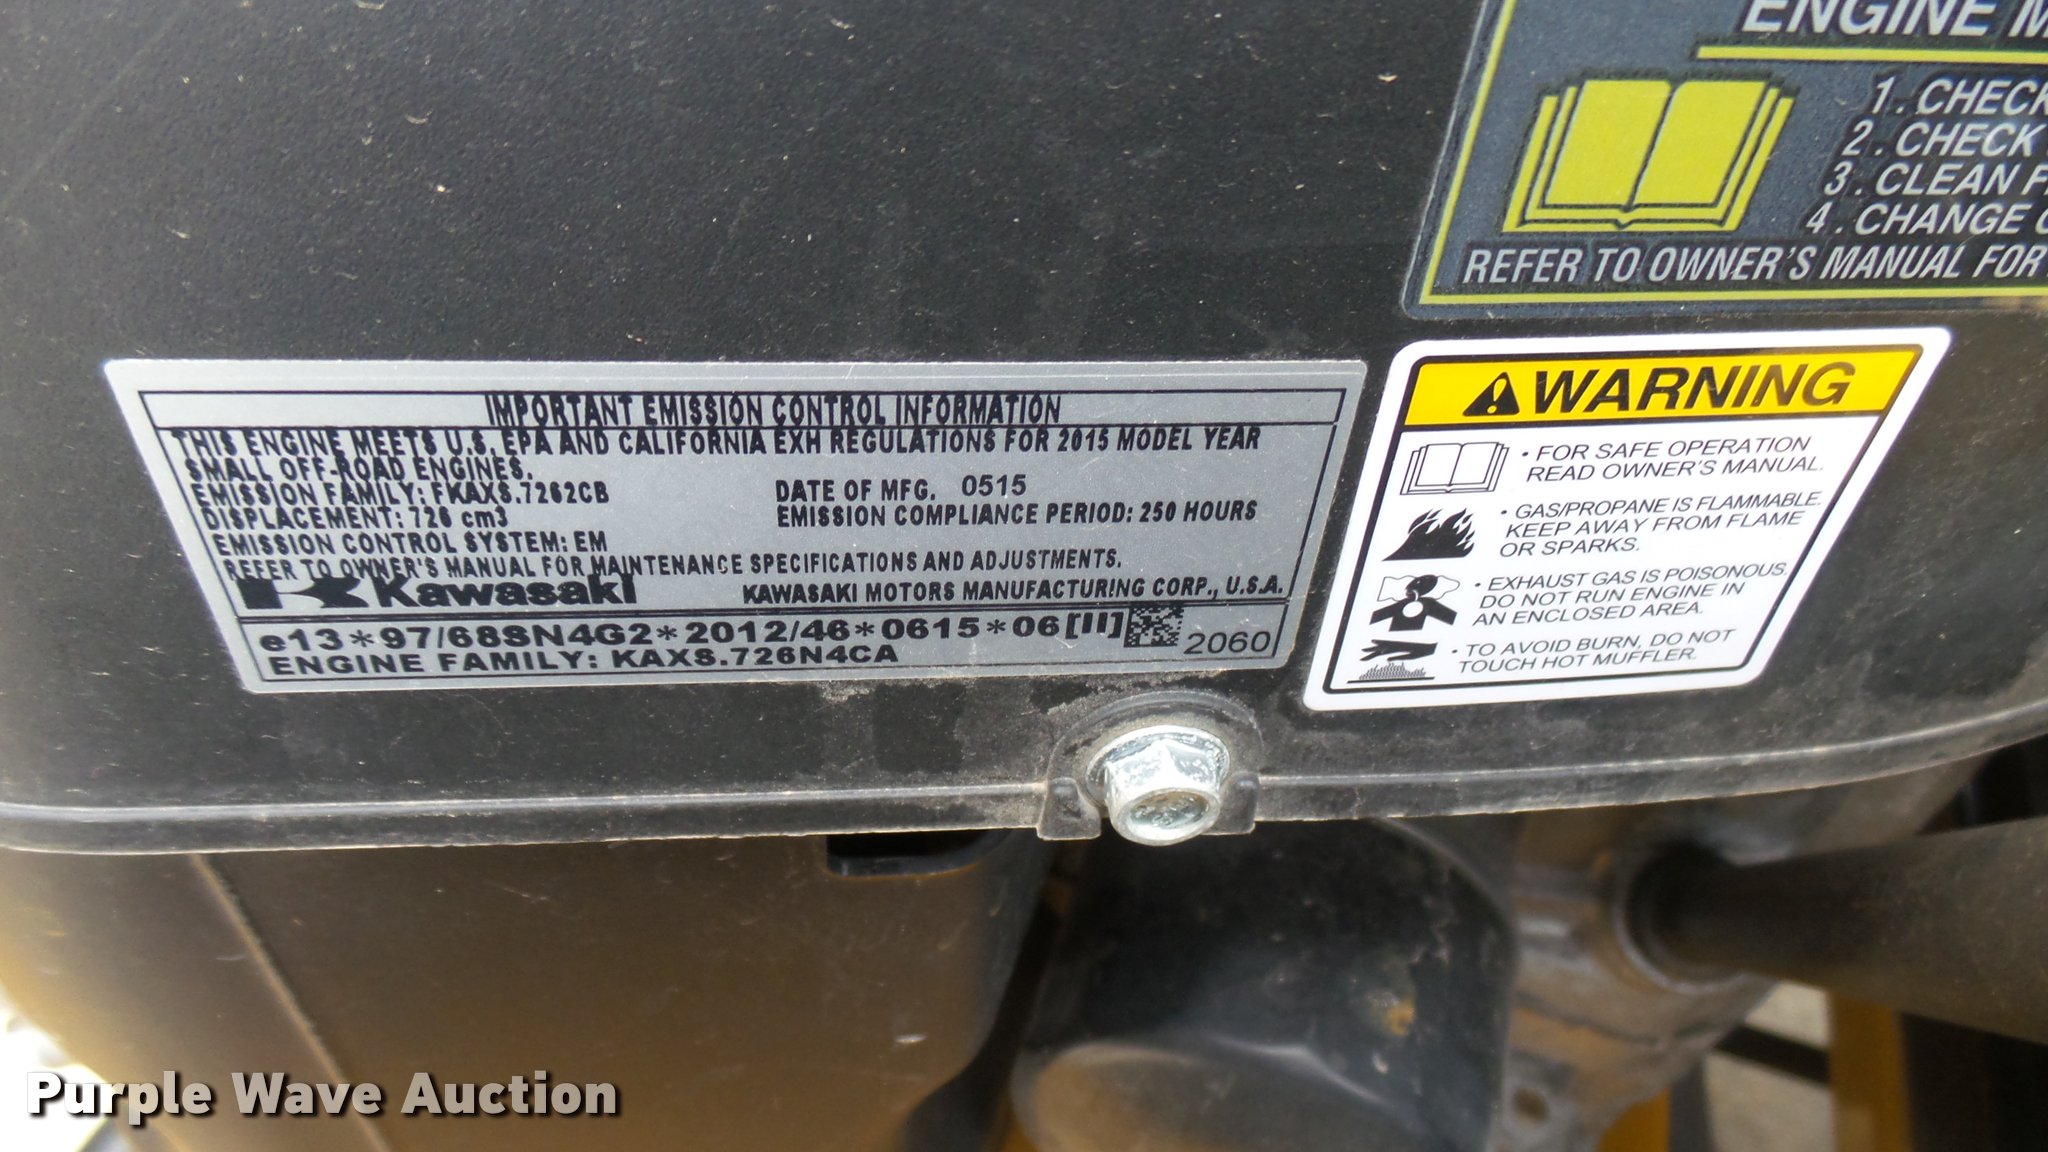 ENGINE
1. CHECK
2. CHECK
3. CLEAN
4. CHANGE
REFER TO OWNER'S MANUAL FOR
IMPORTANT EMISSION CONTROL INFORMATION
THIS ENGINE MEETS U.S. EPA AND CALIFORNIA EXH REGULATIONS FOR 2015 MODEL YEAR
SMALL OFF-ROAD ENGINES.
EMISSION FAMILY: FKAXS.7262CB
DATE OF MFG. 0515
DISPLACEMENT: 726 cm3
EMISSION COMPLIANCE PERIOD: 250 HOURS
EMISSION CONTROL SYSTEM: EM
REFER TO OWNER'S MANUAL FOR MAINTENANCE SPECIFICATIONS AND ADJUSTMENTS.
Kawasaki
KAWASAKI MOTORS MANUFACTURING CORP., U.S.A.
e13*97/68SN4G2*2012/46*0615*06[II]
2060
ENGINE FAMILY: KAXS.726N4CA
WARNING
• FOR SAFE OPERATION
READ OWNER'S MANUAL.
• GAS/PROPANE IS FLAMMABLE.
KEEP AWAY FROM FLAME
OR SPARKS.
• EXHAUST GAS IS POISONOUS.
DO NOT RUN ENGINE IN
AN ENCLOSED AREA.
• TO AVOID BURN, DO NOT
TOUCH HOT MUFFLER.
Purple Wave Auction